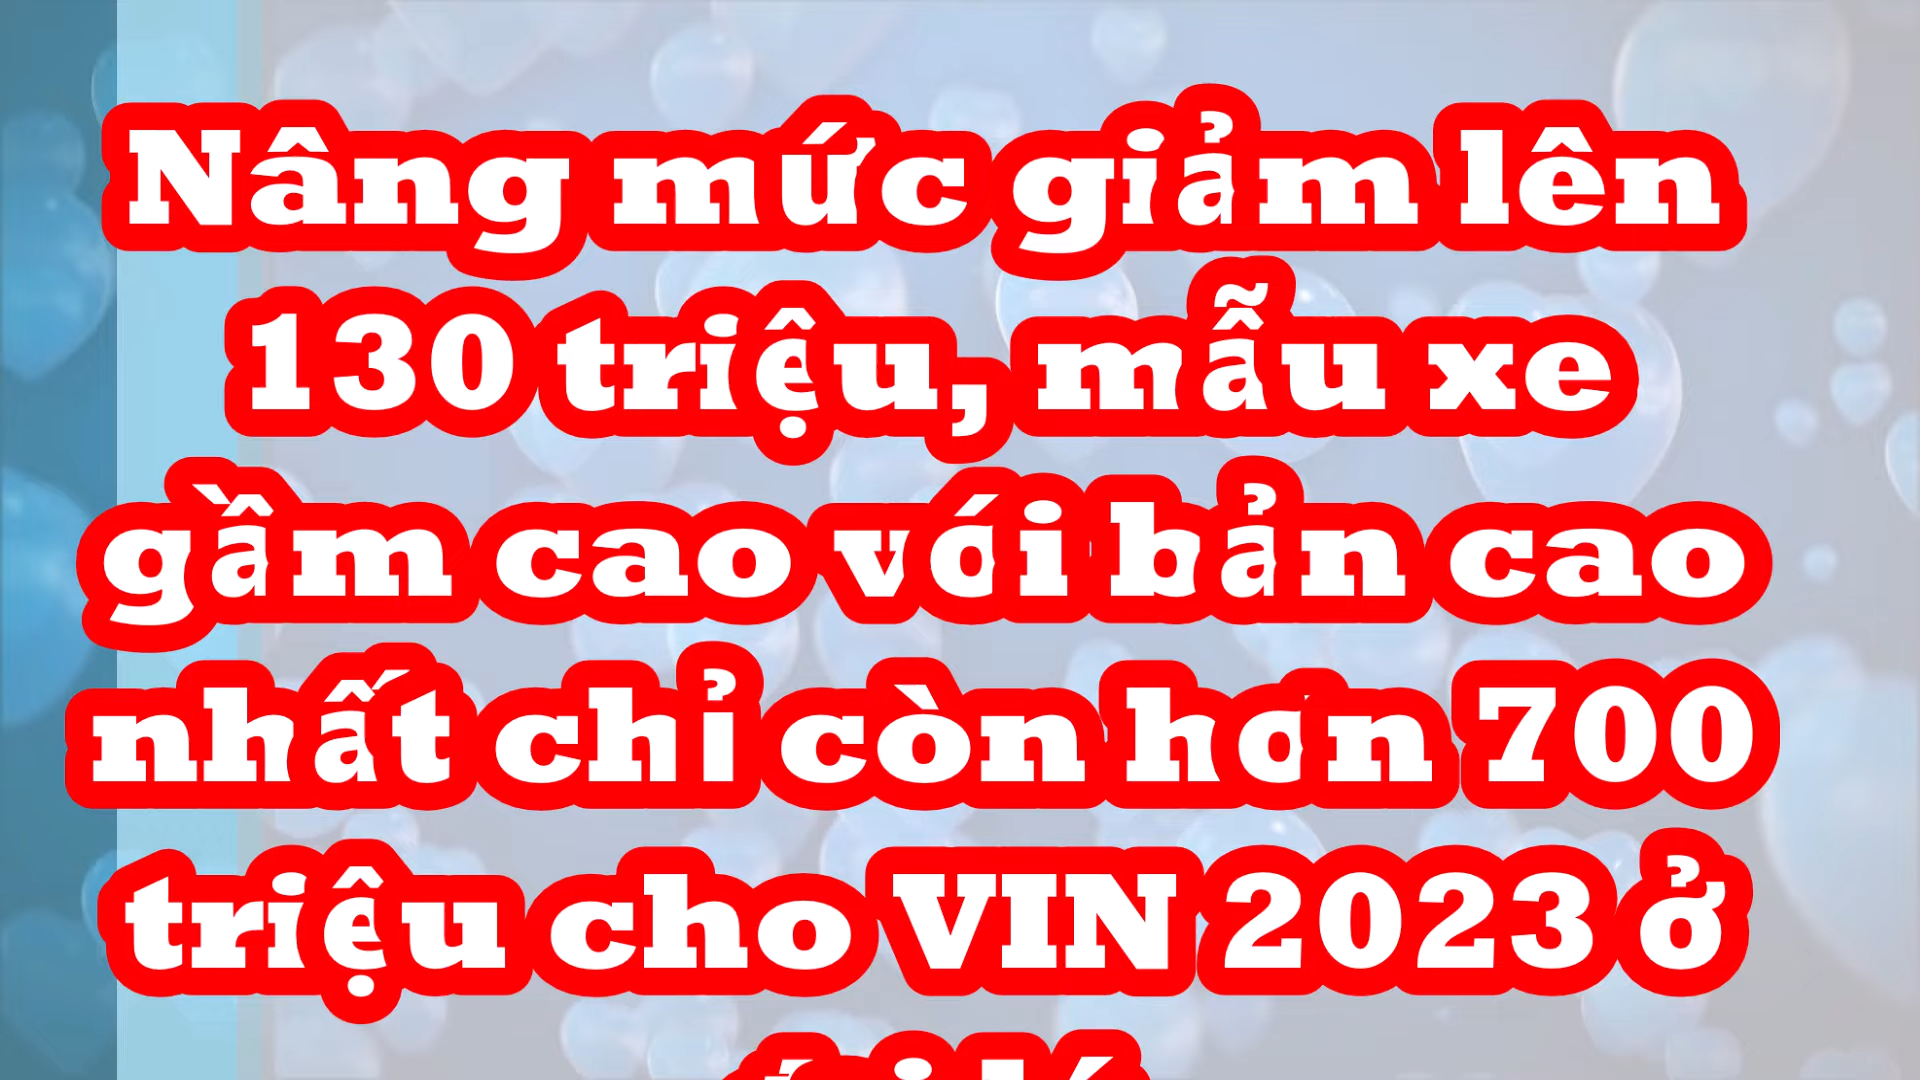 Nâng mức giảm lên
130 triệu, mẫu xe
gầm cao với bản cao
nhất chỉ còn hơn 700
triệu cho VIN 2023 ở